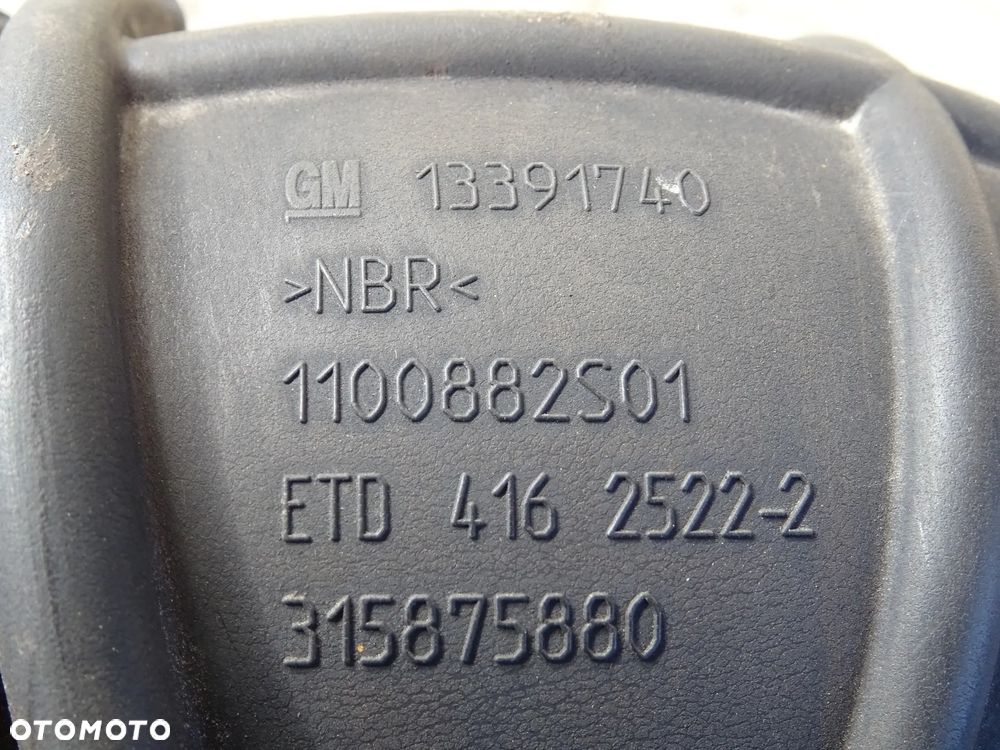 GM 13391740
>NBR<
1100882S01
ETD 416 2522-2
315875880
OTOMOTO